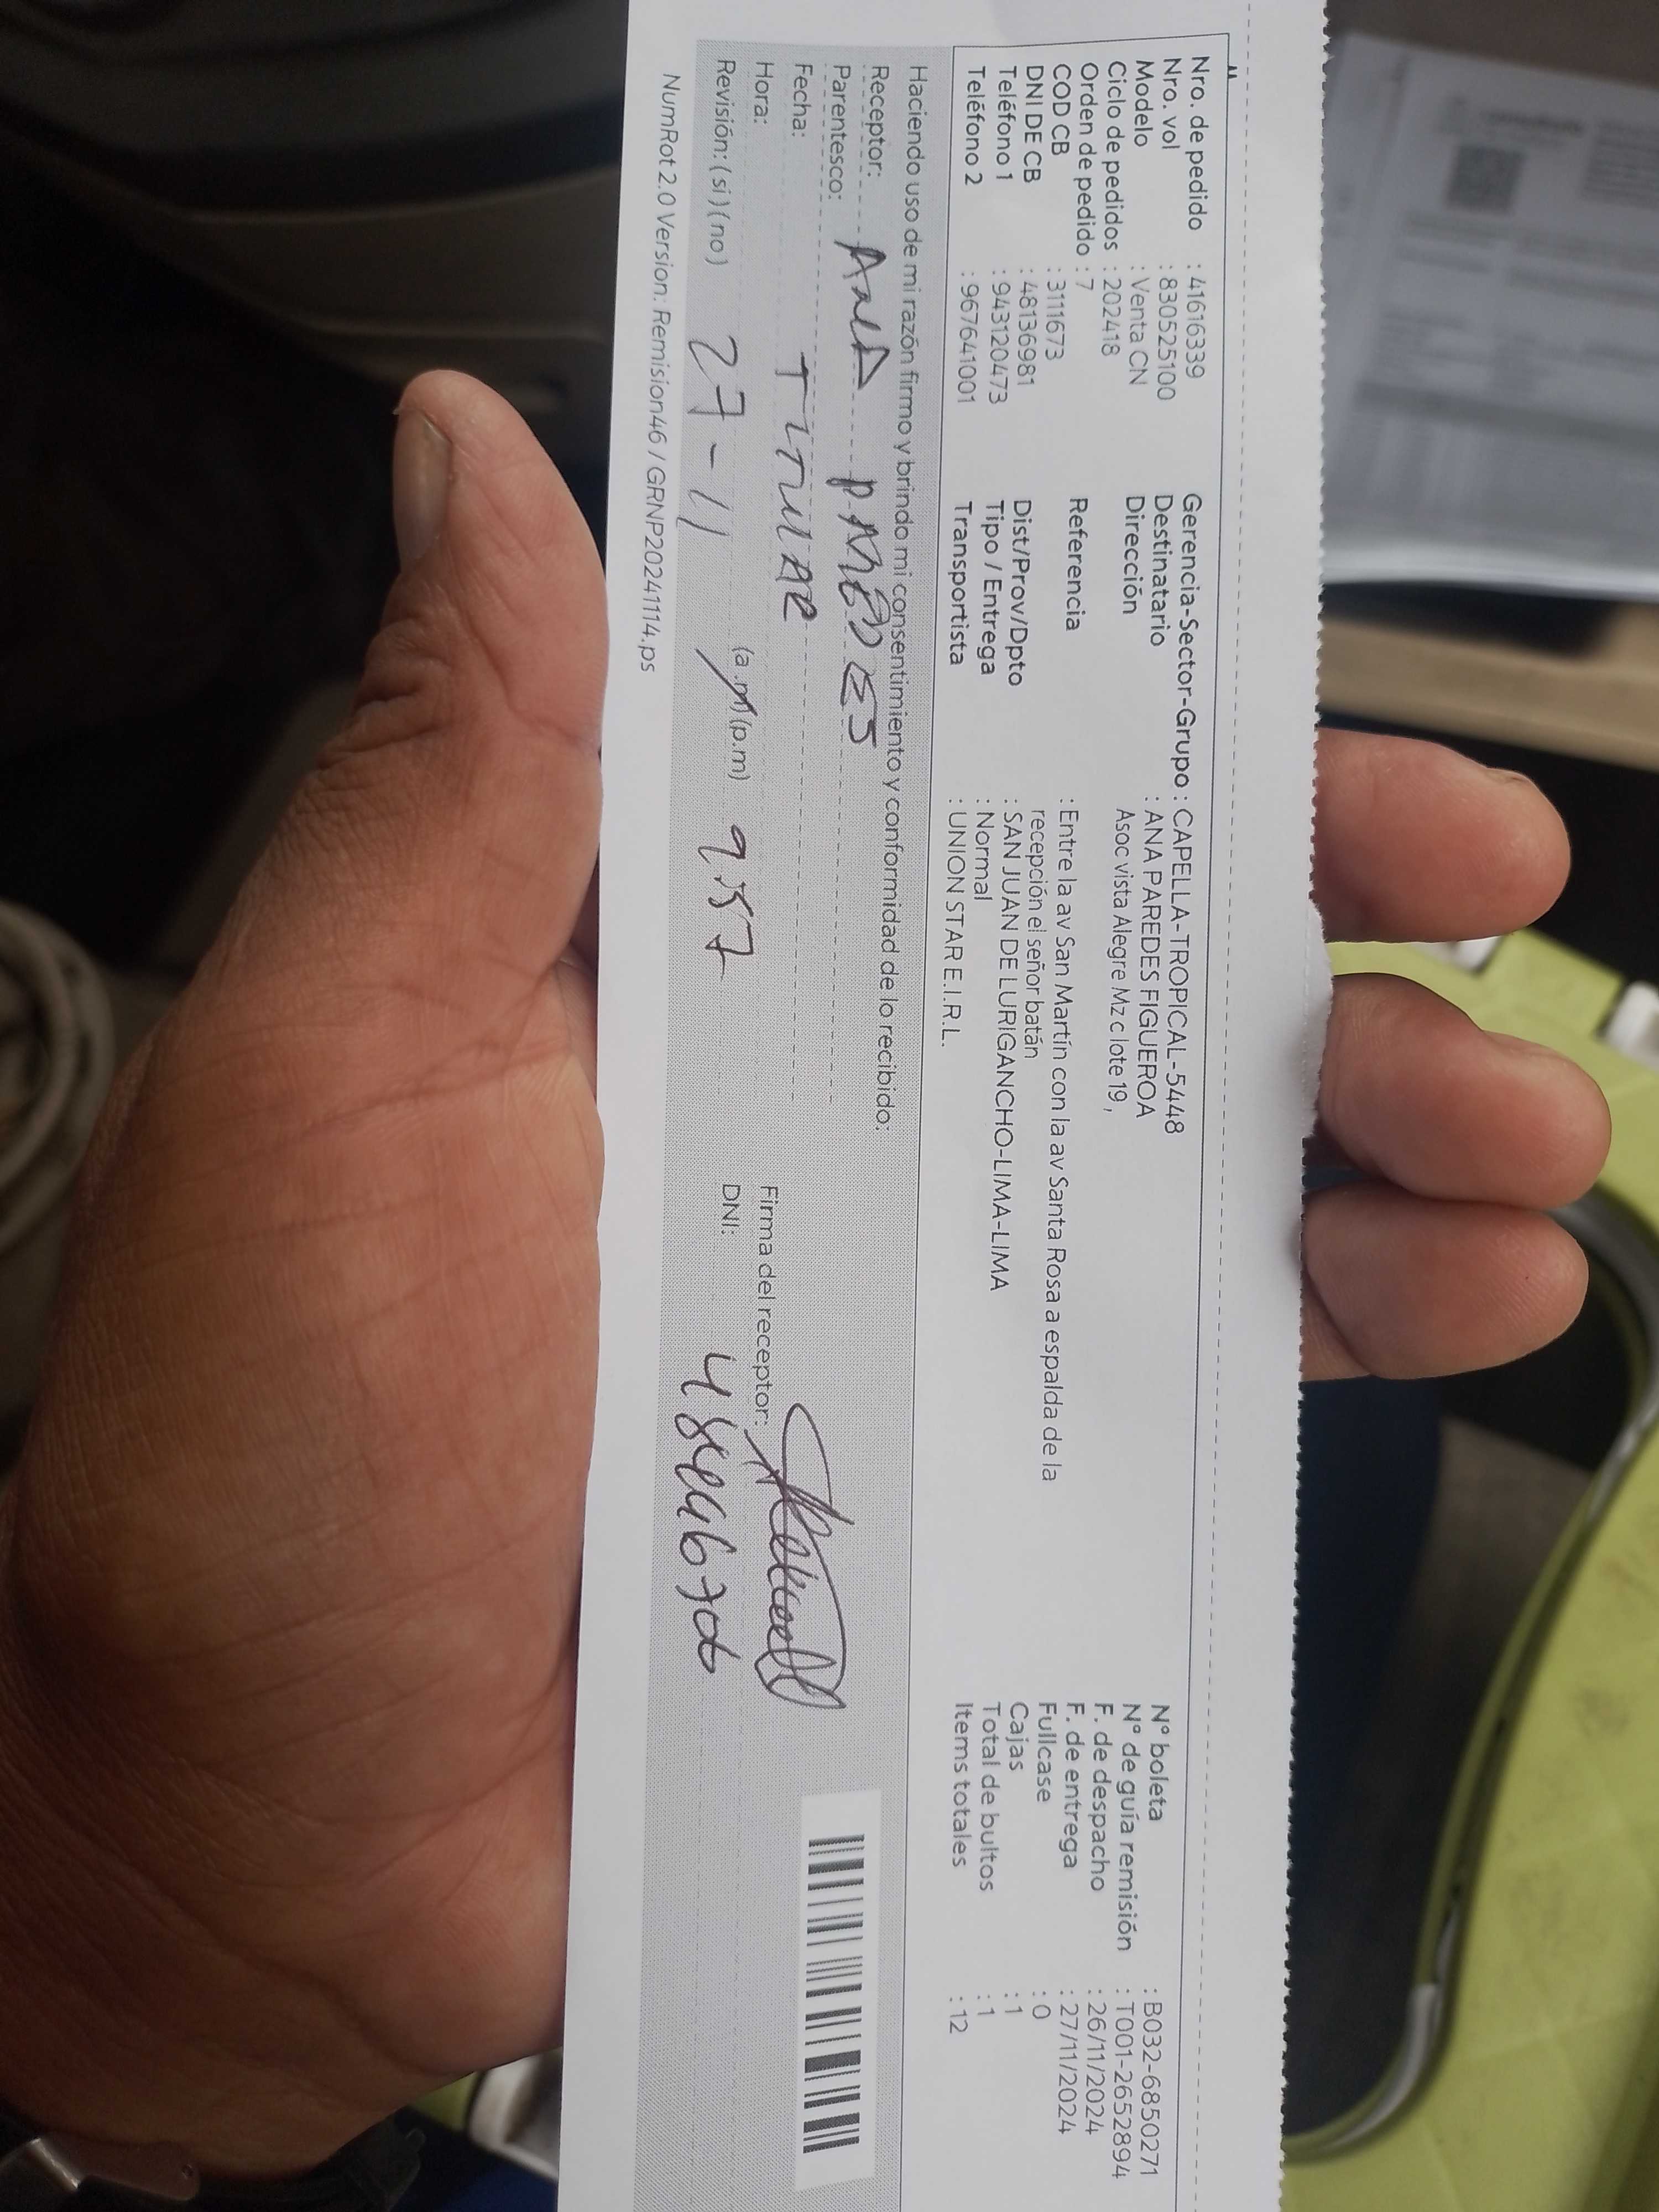 Nro. de pedido : 41616339
Nro. vol : 830525100
Modelo : Venta CN
Ciclo de pedidos : 202418
Orden de pedido : 7
COD CB : 3111673
DNI DE CB : 48136981
Teléfono 1 : 943120473
Teléfono 2 : 967641001
Gerencia-Sector-Grupo : CAPELLA-TROPICAL-5448
Destinatario : ANA PAREDES FIGUEROA
Dirección Asoc vista Alegre Mz c lote 19 ,
Referencia : Entre la av San Martín con la av Santa Rosa a espalda de la
recepción el señor batán
Dist/Prov/Dpto : SAN JUAN DE LURIGANCHO-LIMA-LIMA
Tipo / Entrega : Normal
Transportista : UNION STAR E.I.R.L.
N° boleta : B032-6850271
N° de guía remisión : T001-2652894
F. de despacho : 26/11/2024
F. de entrega : 27/11/2024
Fullcase : 0
Cajas : 1
Total de bultos : 1
Items totales : 12
Haciendo uso de mi razón firmo y brindo mi consentimiento y conformidad de lo recibido:
Receptor: Ana Paredes
Parentesco: Titular
Fecha: 27-11
Hora: (a.m)(p.m) 957
Revisión: (si) (no)
Firma del receptor:
DNI:
NumRot 2.0 Version: Remision46 / GRNP20241114.ps